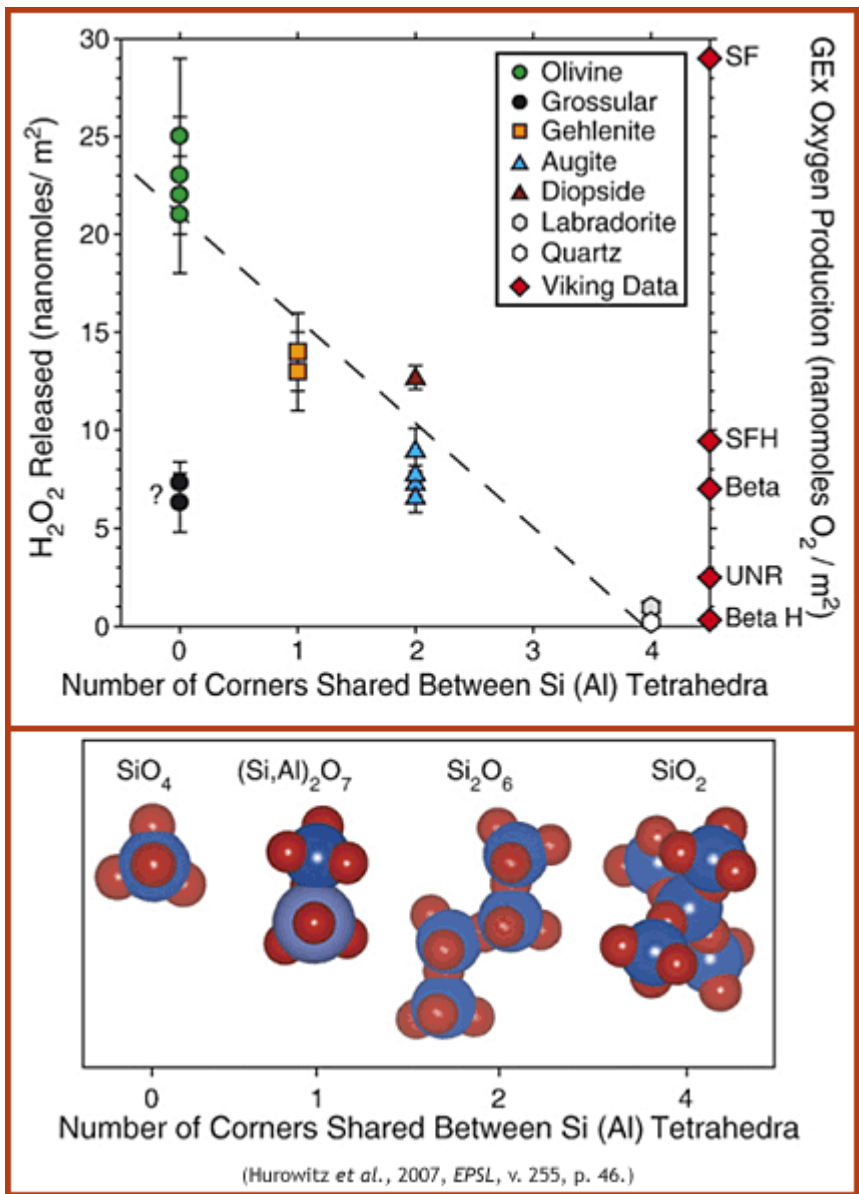 30
25
20
15
10
5
0
H₂O₂ Released (nanomoles/ m²)
Olivine
Grossular
Gehlenite
Augite
Diopside
Labradorite
Quartz
Viking Data
?
SF
SFH
Beta
UNR
Beta H
GEx Oxygen Produciton (nanomoles O₂ / m²)
0 1 2 3 4
Number of Corners Shared Between Si (Al) Tetrahedra
SiO₄ (Si,Al)₂O₇ Si₂O₆ SiO₂
0 1 2 4
Number of Corners Shared Between Si (Al) Tetrahedra
(Hurowitz et al., 2007, EPSL, v. 255, p. 46.)